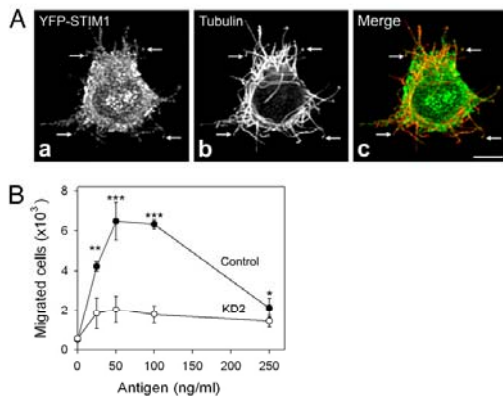 A
YFP-STIM1
Tubulin
Merge
a
b
c
B
Migrated cells (x10³)
8
6
4
2
0
***
***
**
*
Control
KD2
0 50 100 150 200 250
Antigen (ng/ml)